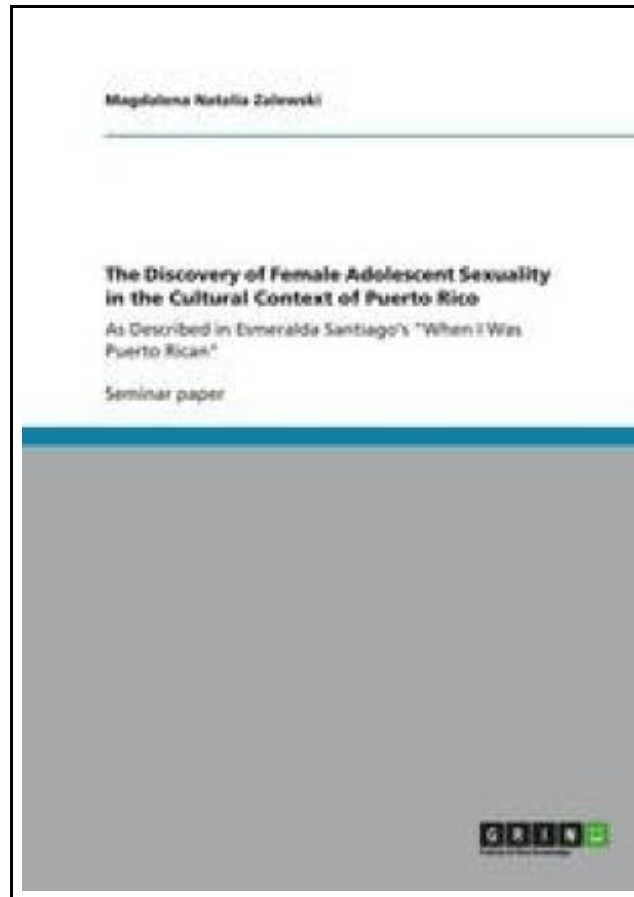 Magdalena Natalia Zalewski
The Discovery of Female Adolescent Sexuality
in the Cultural Context of Puerto Rico
As Described in Esmeralda Santiago's "When I Was
Puerto Rican"
Seminar paper
GRIN